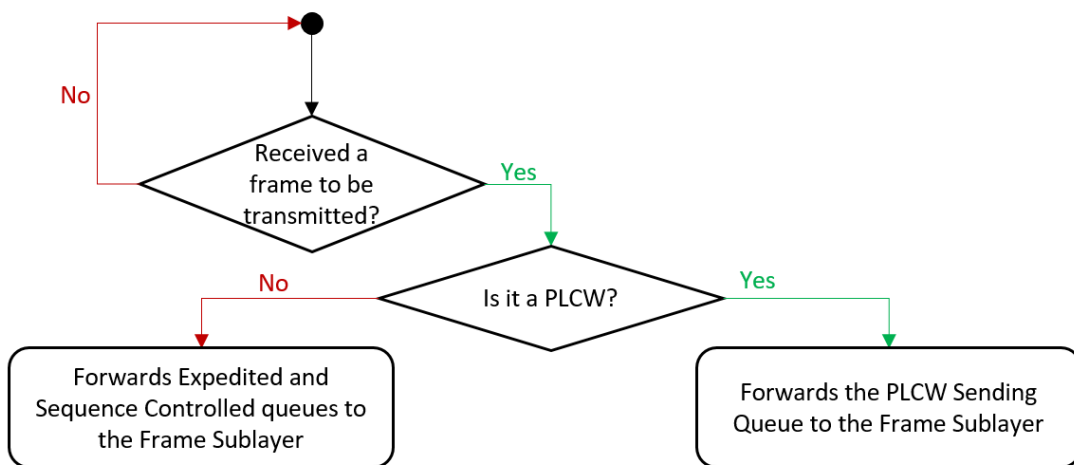 No
Received a
frame to be
transmitted?
Yes
No
Is it a PLCW?
Yes
Forwards Expedited and
Sequence Controlled queues to
the Frame Sublayer
Forwards the PLCW Sending
Queue to the Frame Sublayer